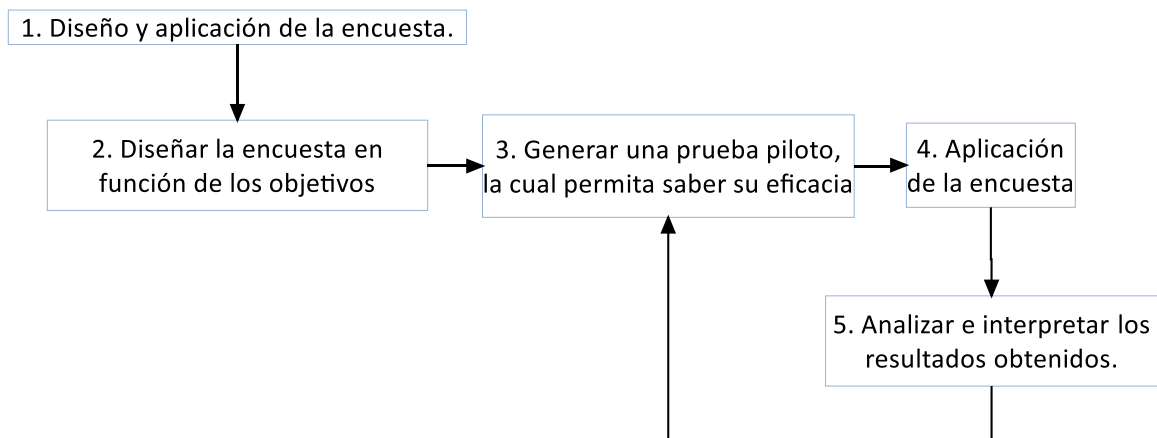 1. Diseño y aplicación de la encuesta.
2. Diseñar la encuesta en
función de los objetivos
3. Generar una prueba piloto,
la cual permita saber su eficacia
4. Aplicación
de la encuesta
5. Analizar e interpretar los
resultados obtenidos.